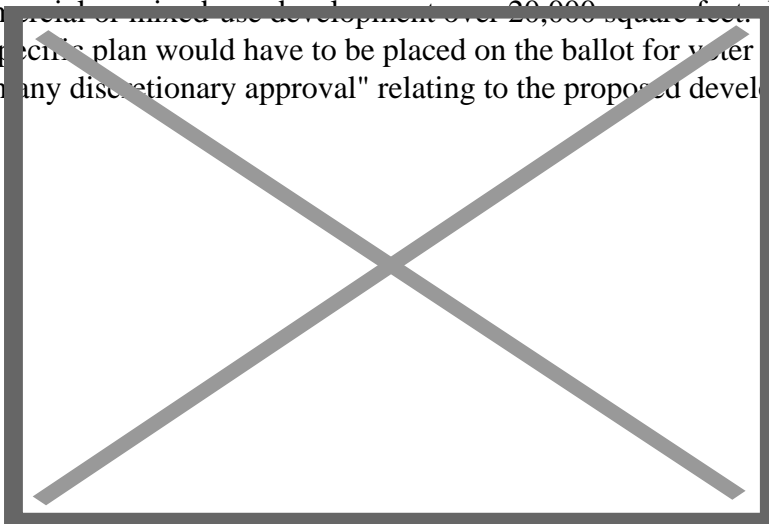 or mixed-use development over 20,000 square feet.
plan would have to be placed on the ballot for voter
any discretionary approval" relating to the proposed